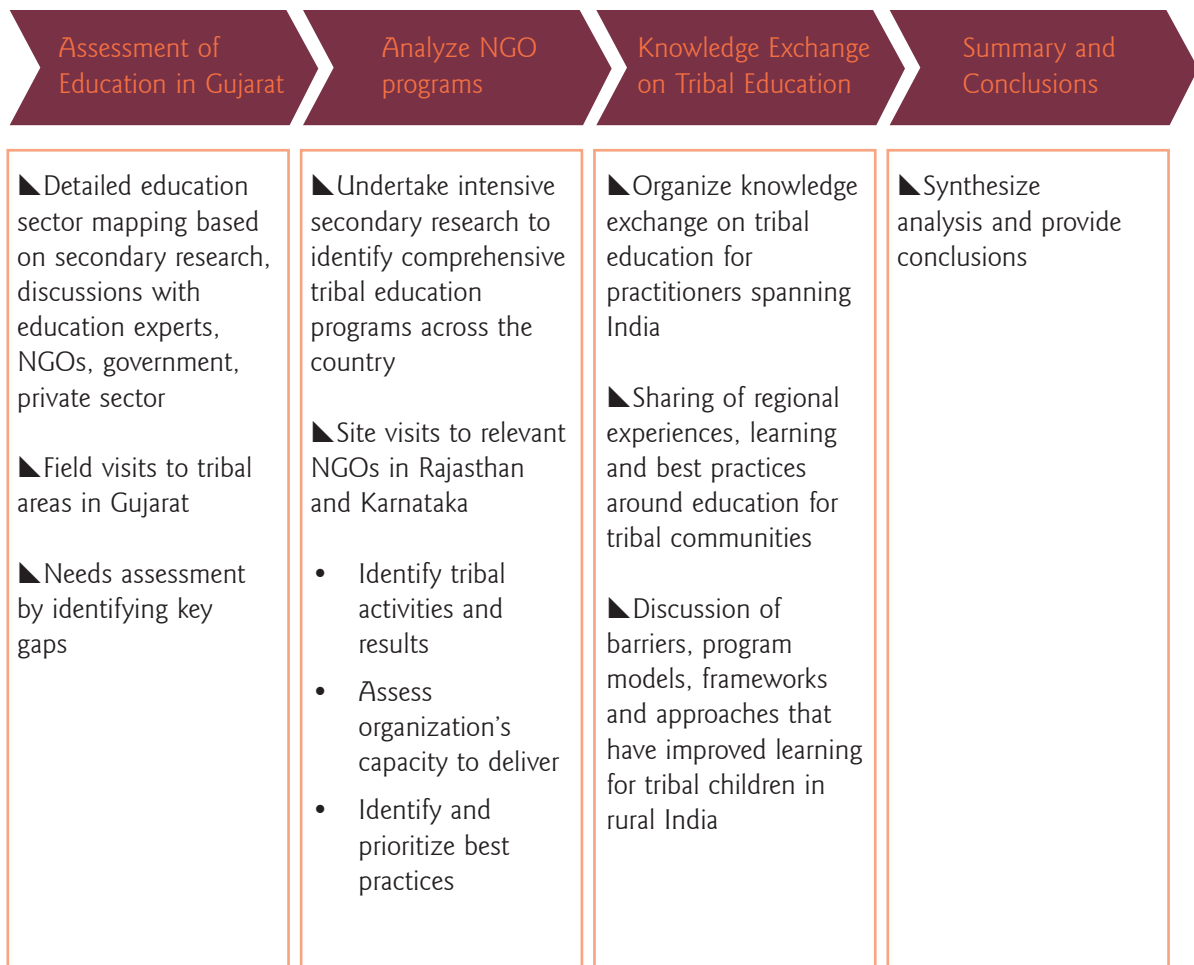 Assessment of
Education in Gujarat
Analyze NGO
programs
Knowledge Exchange
on Tribal Education
Summary and
Conclusions
◣Detailed education
sector mapping based
on secondary research,
discussions with
education experts,
NGOs, government,
private sector
◣Field visits to tribal
areas in Gujarat
◣Needs assessment
by identifying key
gaps
◣Undertake intensive
secondary research to
identify comprehensive
tribal education
programs across the
country
◣Site visits to relevant
NGOs in Rajasthan
and Karnataka
• Identify tribal
activities and
results
• Assess
organization’s
capacity to deliver
• Identify and
prioritize best
practices
◣Organize knowledge
exchange on tribal
education for
practitioners spanning
India
◣Sharing of regional
experiences, learning
and best practices
around education for
tribal communities
◣Discussion of
barriers, program
models, frameworks
and approaches that
have improved learning
for tribal children in
rural India
◣Synthesize
analysis and provide
conclusions